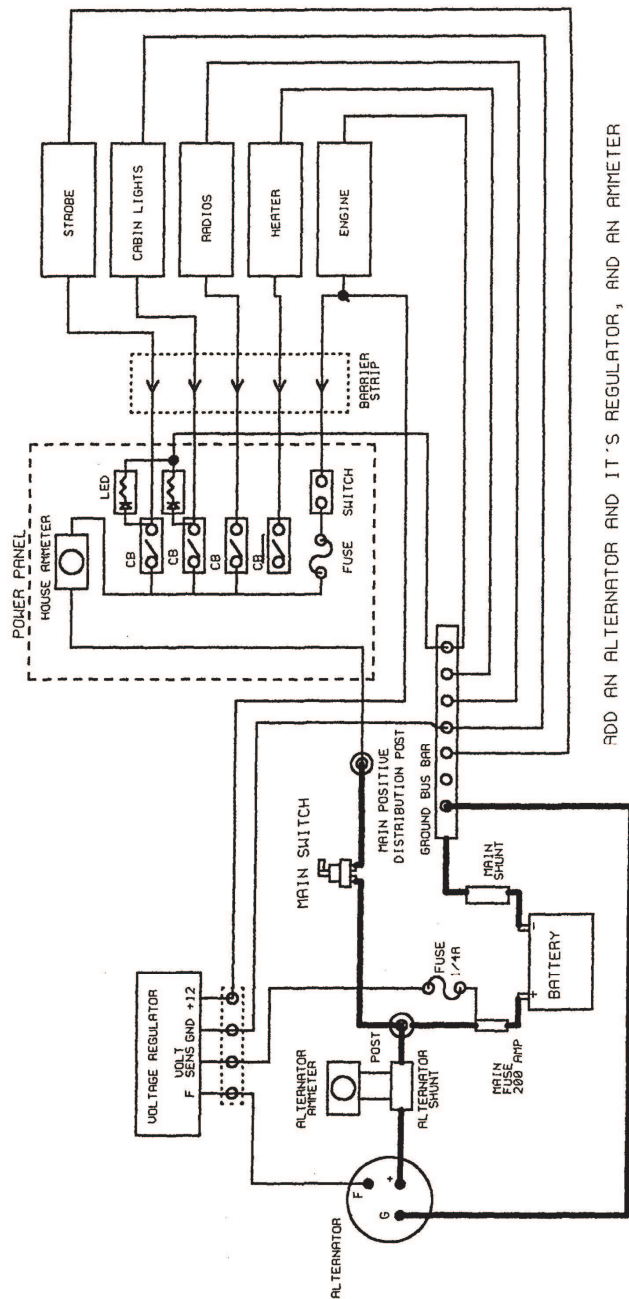 STROBE
CABIN LIGHTS
RADIOS
HEATER
ENGINE
BARRIER
STRIP
POWER PANEL
HOUSE AMMETER
LED
CB
CB
CB
CB
SWITCH
FUSE
MAIN SWITCH
MAIN POSITIVE
DISTRIBUTION POST
GROUND BUS BAR
MAIN
SHUNT
VOLTAGE REGULATOR
VOLT
F SENS GND +12
FUSE
1/4A
BATTERY
+
-
POST
ALTERNATOR
AMMETER
ALTERNATOR
SHUNT
MAIN
FUSE
200 AMP
ALTERNATOR
F
+
G
ADD AN ALTERNATOR AND IT'S REGULATOR, AND AN AMMETER